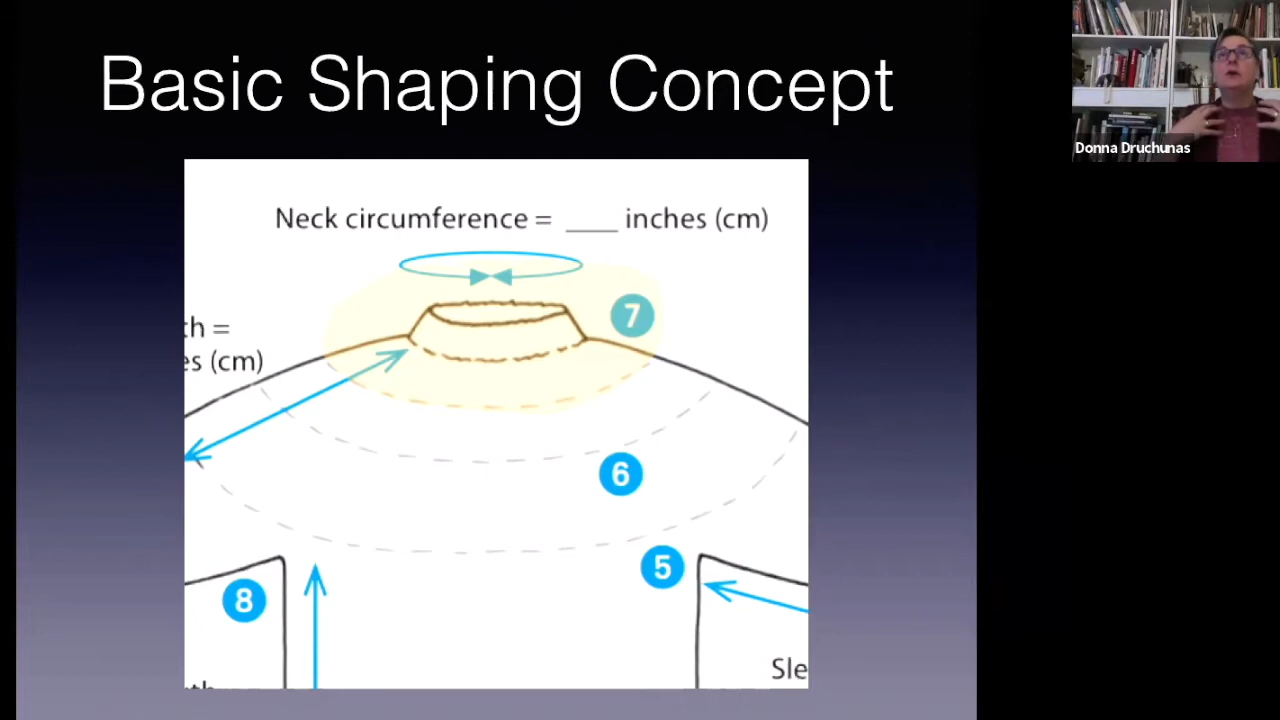 Basic Shaping Concept
Donna Druchunas
Neck circumference = ____ inches (cm)
7
th =
es (cm)
6
5
8
Sle